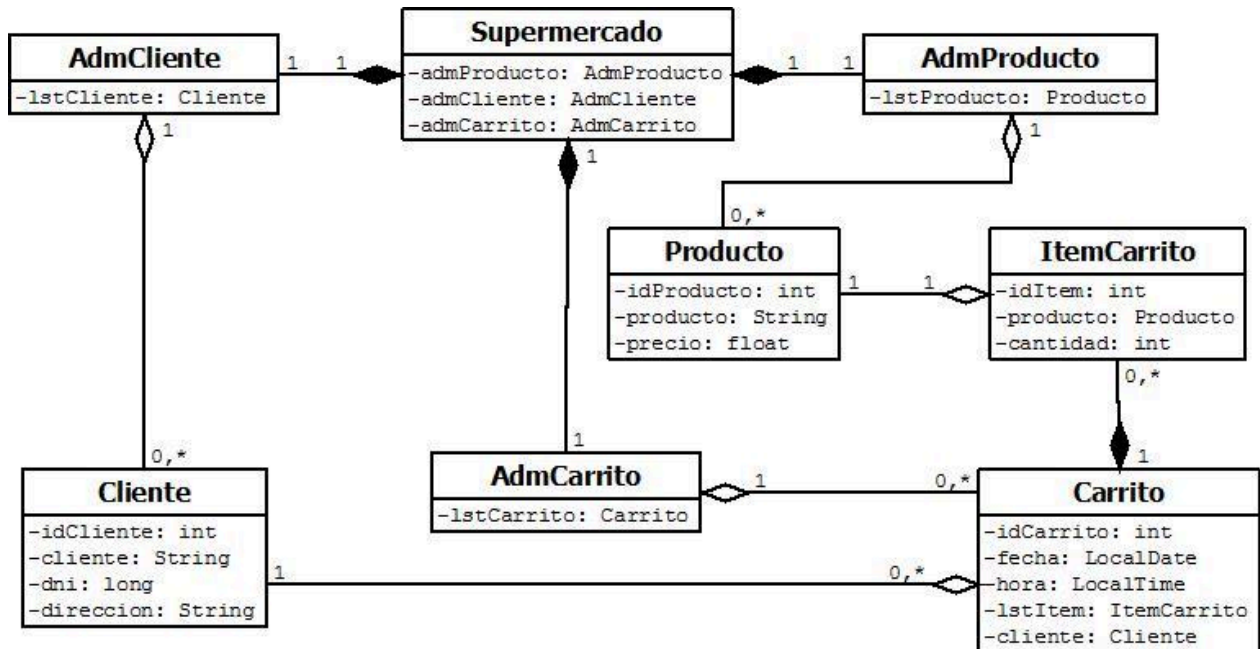 AdmCliente
-lstCliente: Cliente
1
1
Supermercado
-admProducto: AdmProducto
-admCliente: AdmCliente
-admCarrito: AdmCarrito
1
1
AdmProducto
-lstProducto: Producto
1
1
1
0,*
Producto
-idProducto: int
-producto: String
-precio: float
1
1
ItemCarrito
-idItem: int
-producto: Producto
-cantidad: int
0,*
1
0,*
1
Cliente
-idCliente: int
-cliente: String
-dni: long
-direccion: String
AdmCarrito
-lstCarrito: Carrito
1
0,*
Carrito
-idCarrito: int
-fecha: LocalDate
-hora: LocalTime
-lstItem: ItemCarrito
-cliente: Cliente
1
0,*